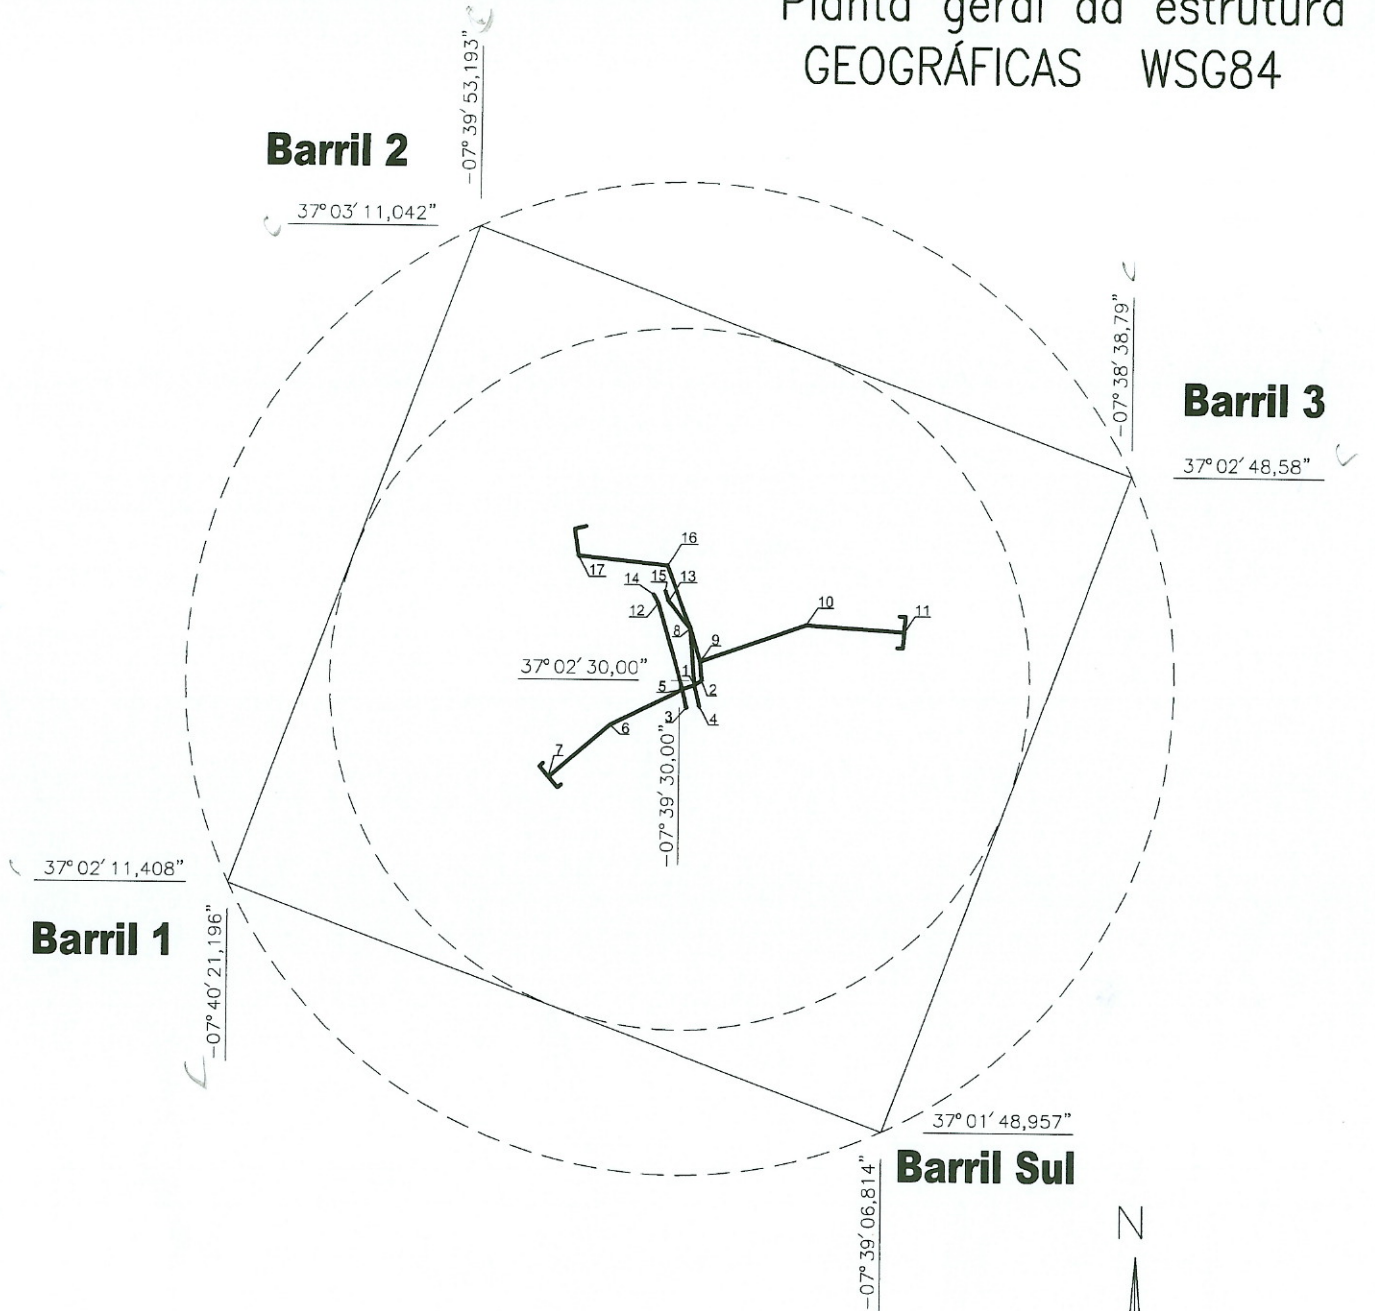 Planta geral da estrutura
GEOGRÁFICAS WSG84
-07° 39' 53,193"
Barril 2
37° 03' 11,042"
-07° 38' 38,79"
Barril 3
37° 02' 48,58"
16
17
14
15
13
12
10
11
8
9
37° 02' 30,00"
1
5
2
3
4
6
7
-07° 39' 30,00"
37° 02' 11,408"
Barril 1
-07° 40' 21,196"
37° 01' 48,957"
Barril Sul
-07° 39' 06,814"
N